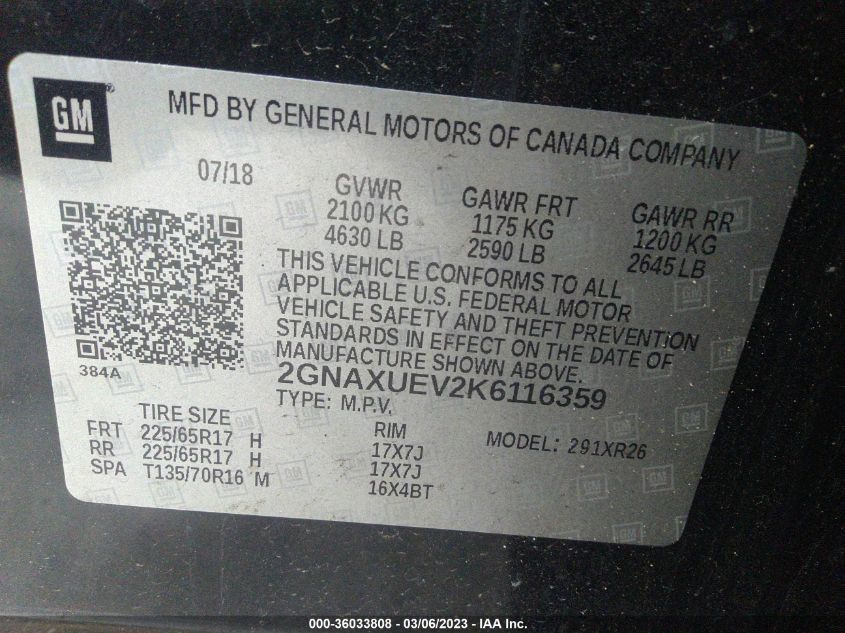 GM
MFD BY GENERAL MOTORS OF CANADA COMPANY
07/18
GVWR
2100 KG
4630 LB
GAWR FRT
1175 KG
2590 LB
GAWR RR
1200 KG
2645 LB
THIS VEHICLE CONFORMS TO ALL
APPLICABLE U.S. FEDERAL MOTOR
VEHICLE SAFETY AND THEFT PREVENTION
STANDARDS IN EFFECT ON THE DATE OF
MANUFACTURE SHOWN ABOVE.
384A
2GNAXUEV2K6116359
TYPE: M.P.V.
MODEL: 291XR26
TIRE SIZE RIM
FRT 225/65R17 H 17X7J
RR 225/65R17 H 17X7J
SPA T135/70R16 M 16X4BT
000-36033808 - 03/06/2023 - IAA Inc.